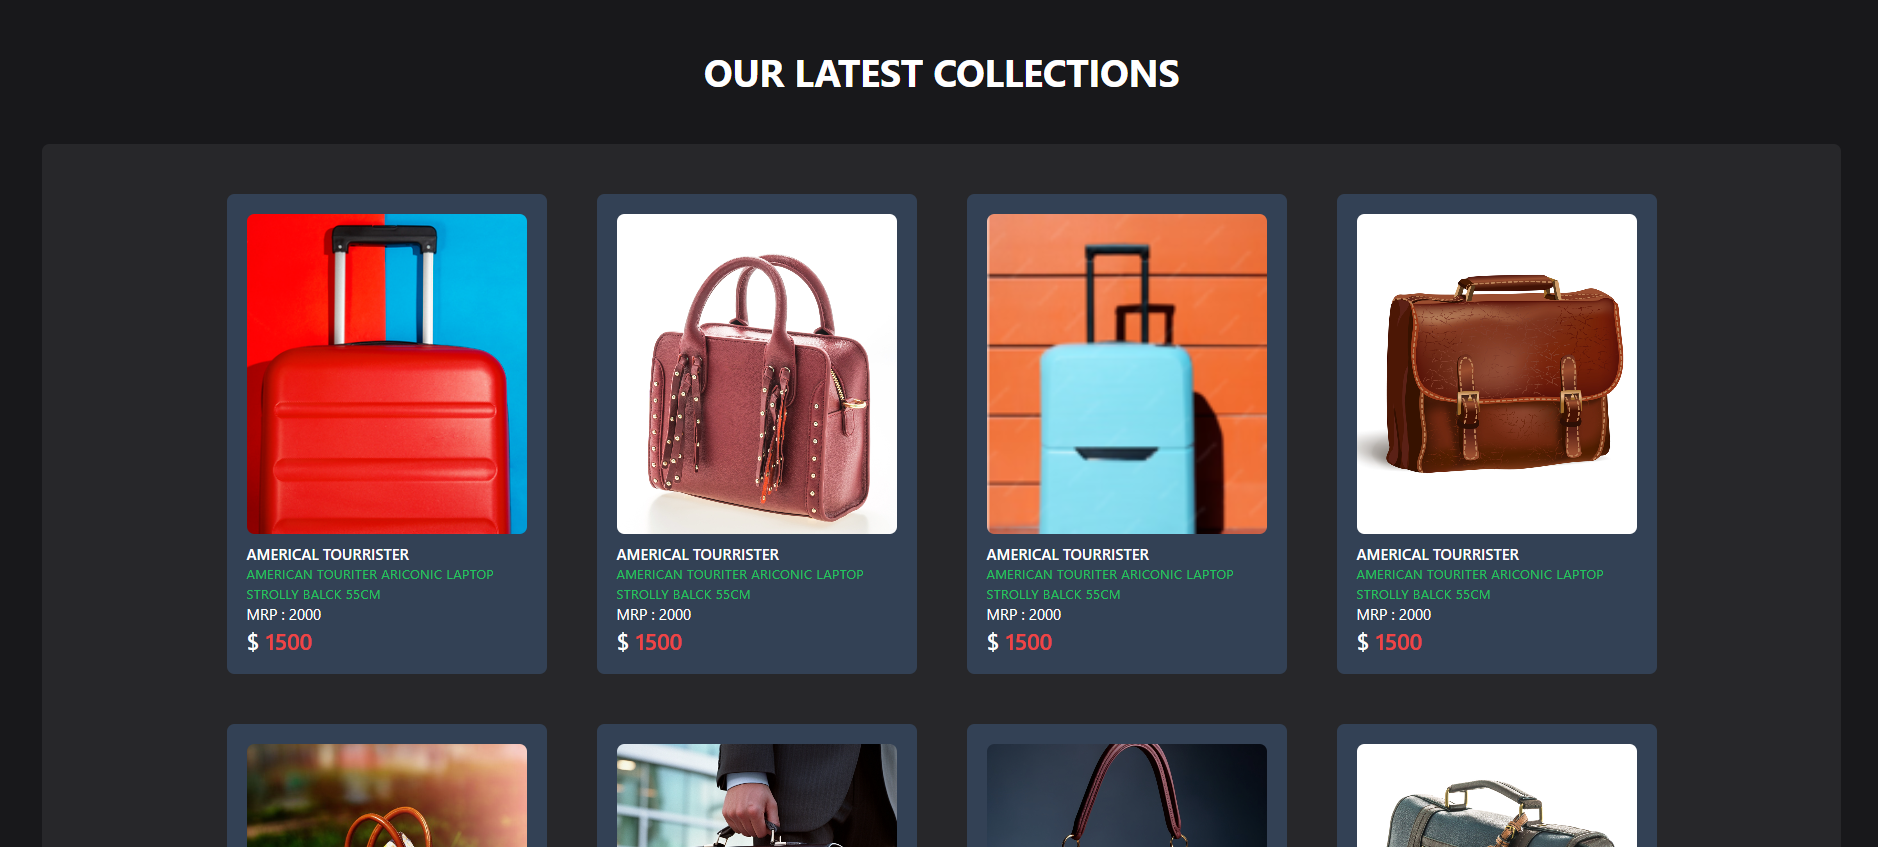 OUR LATEST COLLECTIONS
AMERICAL TOURRISTER
AMERICAN TOURITER ARICONIC LAPTOP
STROLLY BALCK 55CM
MRP : 2000
$ 1500
AMERICAL TOURRISTER
AMERICAN TOURITER ARICONIC LAPTOP
STROLLY BALCK 55CM
MRP : 2000
$ 1500
AMERICAL TOURRISTER
AMERICAN TOURITER ARICONIC LAPTOP
STROLLY BALCK 55CM
MRP : 2000
$ 1500
AMERICAL TOURRISTER
AMERICAN TOURITER ARICONIC LAPTOP
STROLLY BALCK 55CM
MRP : 2000
$ 1500